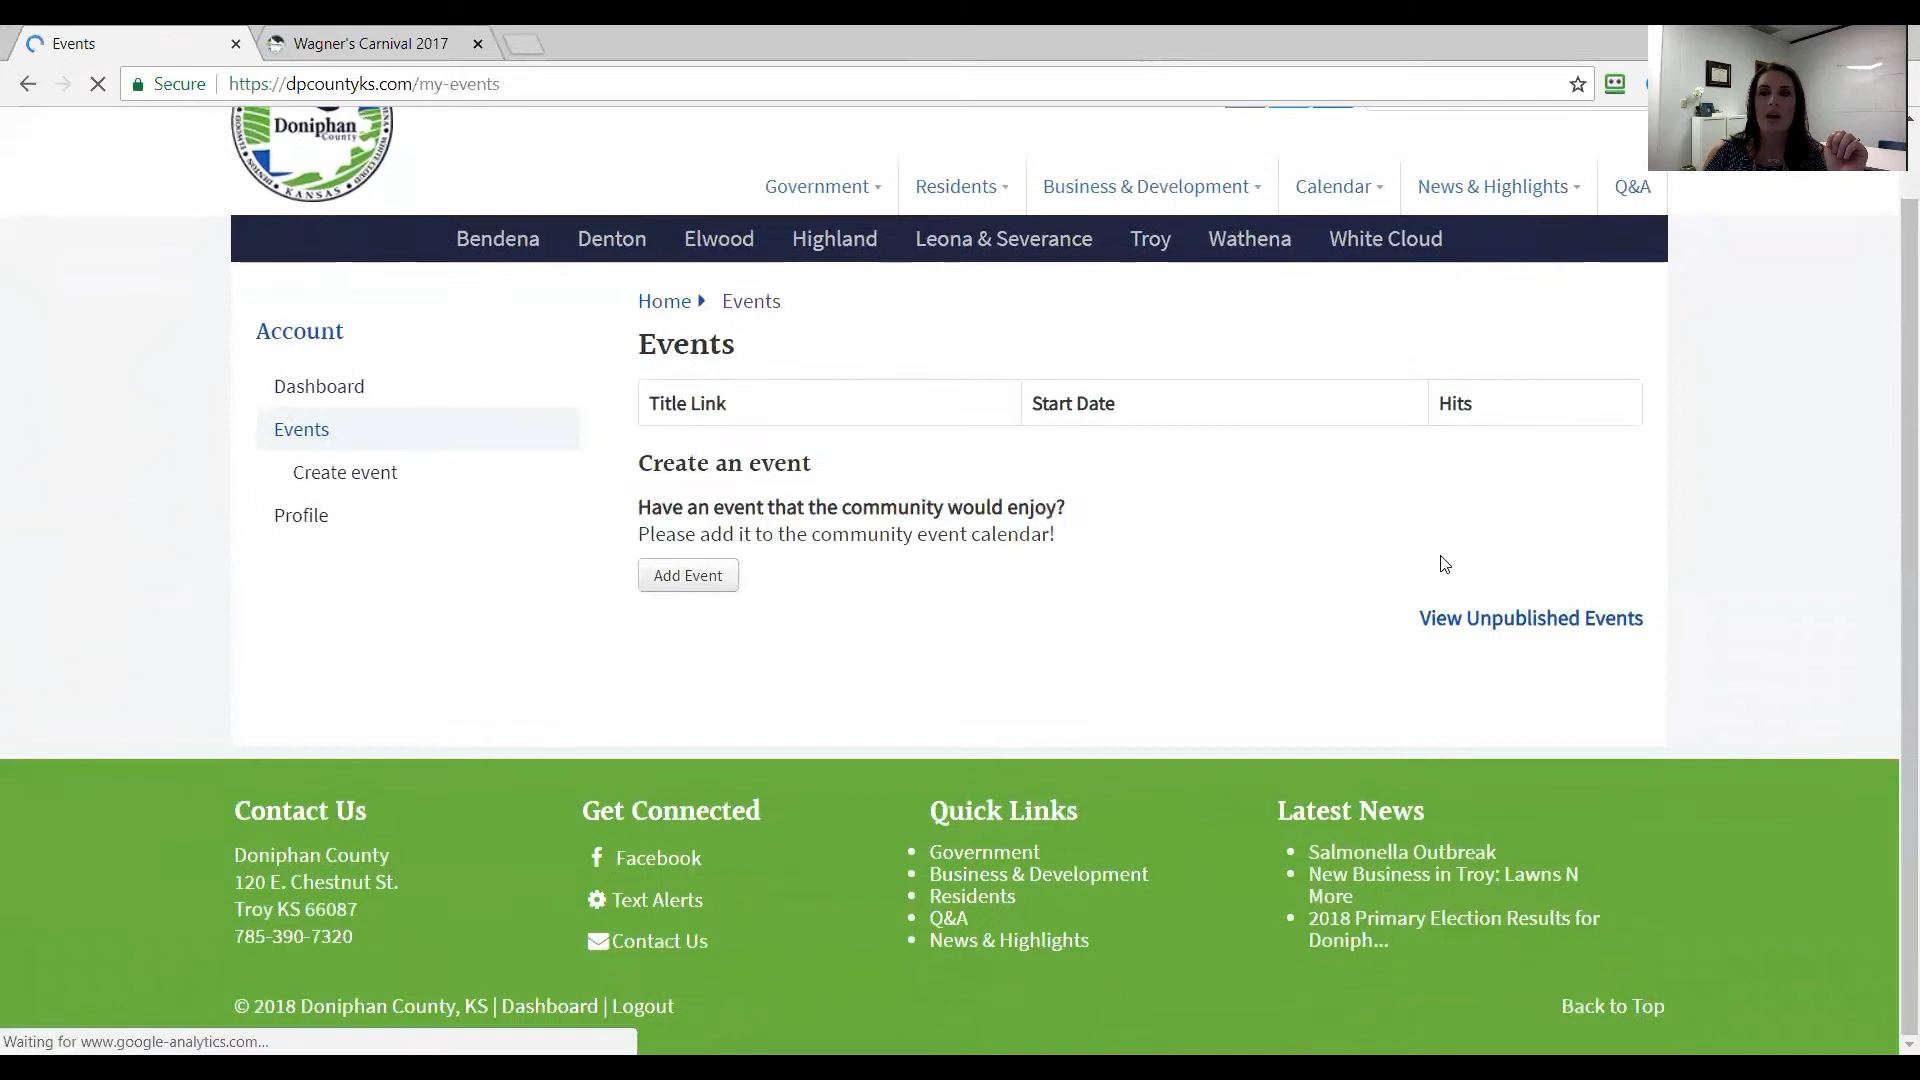 Events
Wagner's Carnival 2017
Secure
https://dpcountyks.com/my-events
Doniphan
County
KANSAS
Government
Residents
Business & Development
Calendar
News & Highlights
Q&A
Bendena
Denton
Elwood
Highland
Leona & Severance
Troy
Wathena
White Cloud
Home
Events
Account
Dashboard
Events
Create event
Profile
Events
Title Link
Start Date
Hits
Create an event
Have an event that the community would enjoy?
Please add it to the community event calendar!
Add Event
View Unpublished Events
Contact Us
Doniphan County
120 E. Chestnut St.
Troy KS 66087
785-390-7320
Get Connected
Facebook
Text Alerts
Contact Us
Quick Links
Government
Business & Development
Residents
Q&A
News & Highlights
Latest News
Salmonella Outbreak
New Business in Troy: Lawns N
More
2018 Primary Election Results for
Doniph...
© 2018 Doniphan County, KS | Dashboard | Logout
Back to Top
Waiting for www.google-analytics.com...